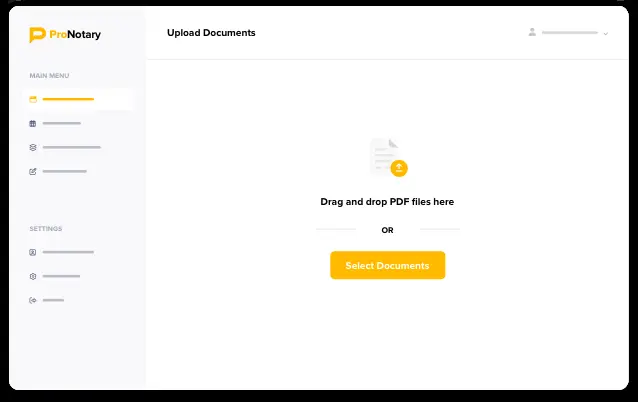 ProNotary
Upload Documents
MAIN MENU
SETTINGS
Drag and drop PDF files here
OR
Select Documents